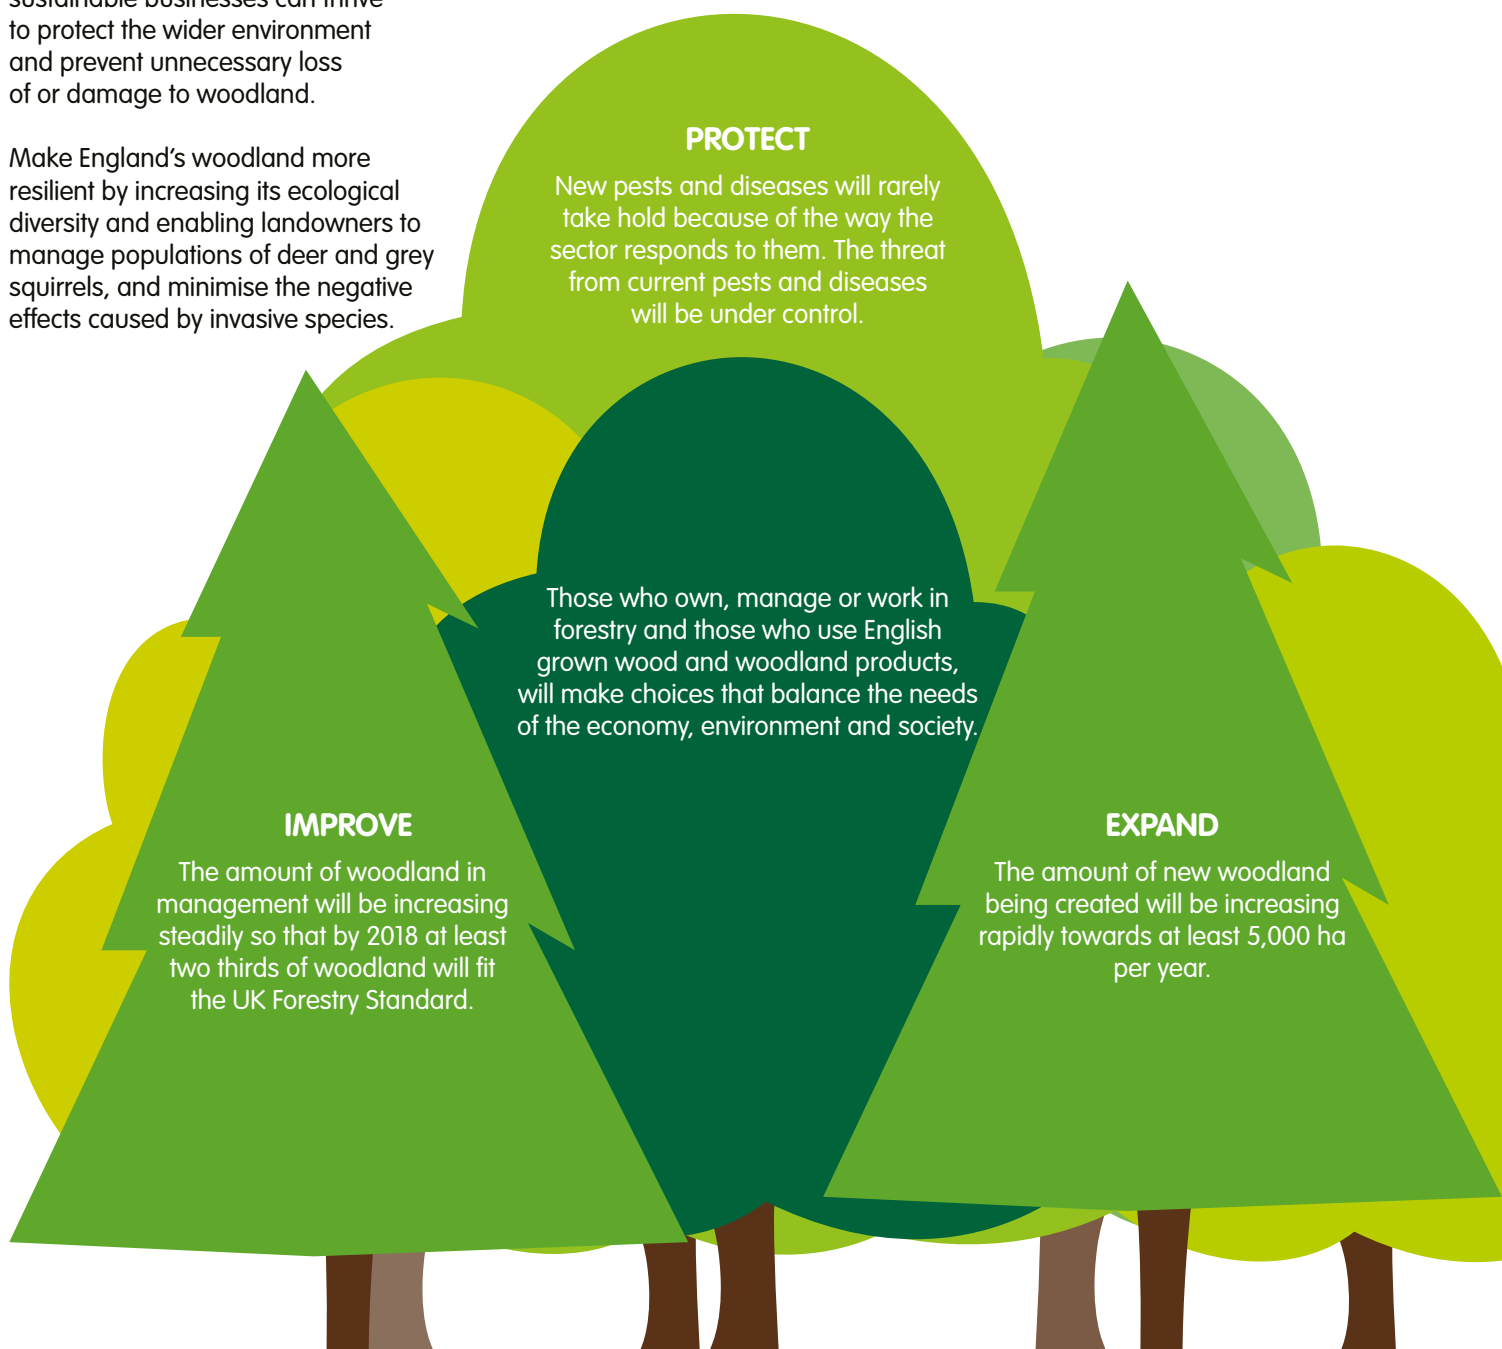 sustainable businesses can thrive
to protect the wider environment
and prevent unnecessary loss
of or damage to woodland.
Make England’s woodland more
resilient by increasing its ecological
diversity and enabling landowners to
manage populations of deer and grey
squirrels, and minimise the negative
effects caused by invasive species.
PROTECT
New pests and diseases will rarely
take hold because of the way the
sector responds to them. The threat
from current pests and diseases
will be under control.
Those who own, manage or work in
forestry and those who use English
grown wood and woodland products,
will make choices that balance the needs
of the economy, environment and society.
IMPROVE
The amount of woodland in
management will be increasing
steadily so that by 2018 at least
two thirds of woodland will fit
the UK Forestry Standard.
EXPAND
The amount of new woodland
being created will be increasing
rapidly towards at least 5,000 ha
per year.